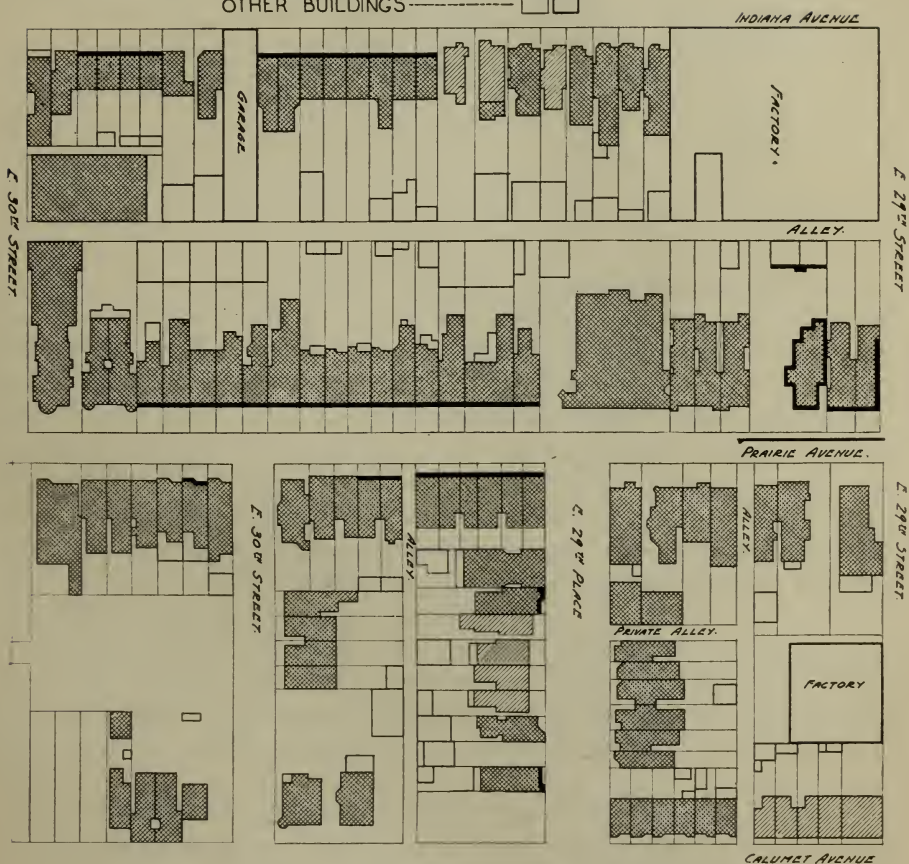 OTHER BUILDINGS
INDIANA AVENUE
E. 30TH STREET.
GARAGE
FACTORY.
E 29TH STREET
ALLEY.
PRAIRIE AVENUE.
E. 30TH STREET
ALLEY
E. 29TH PLACE
ALLEY.
E. 29TH STREET
PRIVATE ALLEY.
FACTORY
CALUMET AVENUE